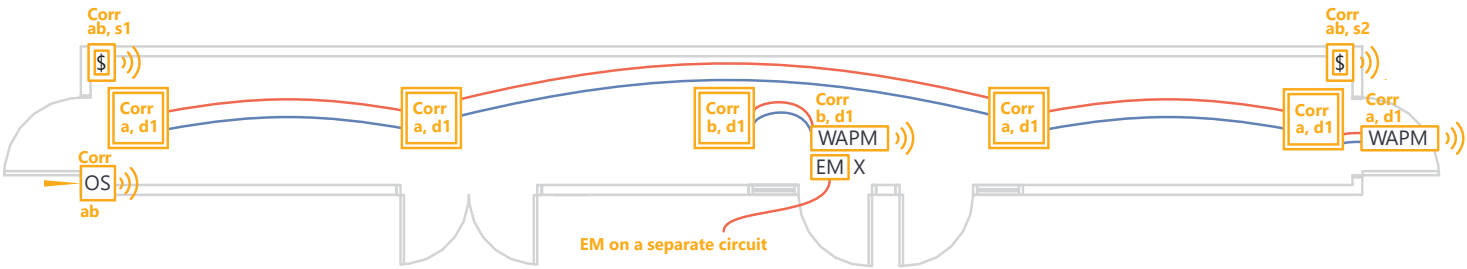 Corr
ab, s1
$
Corr
ab, s2
$
Corr
a, d1
Corr
a, d1
Corr
b, d1
Corr
b, d1
WAPM
Corr
a, d1
Corr
a, d1
Corr
a, d1
WAPM
EM X
Corr
OS
ab
EM on a separate circuit